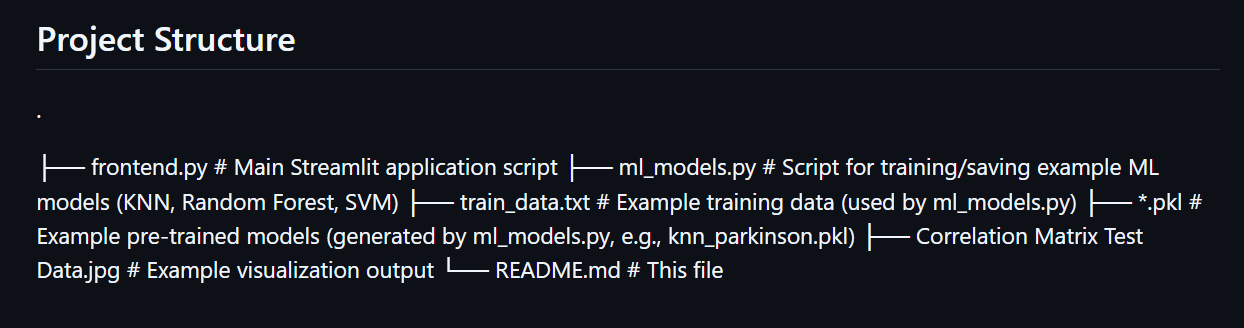 Project Structure
.
├── frontend.py # Main Streamlit application script ├── ml_models.py # Script for training/saving example ML
models (KNN, Random Forest, SVM) ├── train_data.txt # Example training data (used by ml_models.py) ├── *.pkl #
Example pre-trained models (generated by ml_models.py, e.g., knn_parkinson.pkl) ├── Correlation Matrix Test
Data.jpg # Example visualization output └── README.md # This file